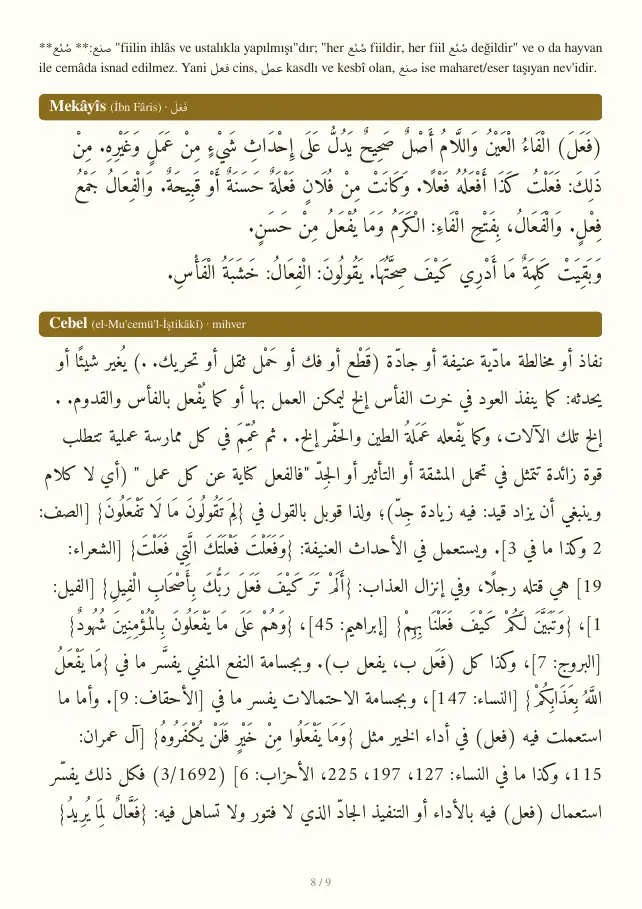 **صنع:** صُنْع "fiilin ihlâs ve ustalıkla yapılmışı"dır; "her صُنْع fiildir, her fiil صُنْع değildir" ve o da hayvan
ile cemâda isnad edilmez. Yani فعل cins, عمل kasdlı ve kesbî olan, صنع ise maharet/eser taşıyan nev'idir.
Mekâyîs (İbn Fâris) · فَعَلَ
(فَعَلَ) الْفَاءُ الْعَيْنُ وَاللَّامُ أَصْلٌ صَحِيحٌ يَدُلُّ عَلَى إِحْدَاثِ شَيْءٍ مِنْ عَمَلٍ وَغَيْرِهِ. مِنْ
ذَلِكَ: فَعَلْتُ كَذَا أَفْعَلُهُ فَعْلًا. وَكَانَتْ مِنْ فُلَانٍ فَعْلَةٌ حَسَنَةٌ أَوْ قَبِيحَةٌ. وَالْفِعَالُ جَمْعُ
فِعْلٍ. وَالْفَعَالُ، بِفَتْحِ الْفَاءِ: الْكَرَمُ وَمَا يُفْعَلُ مِنْ حَسَنٍ.
وَبَقِيَتْ كَلِمَةٌ مَا أَدْرِي كَيْفَ صِحَّتُهَا. يَقُولُونَ: الْفِعَالُ: خَشَبَةُ الْفَأْسِ.
Cebel (el-Mu'cemü'l-İştikâkî) · mihver
نفاذ أو مخالطة مادّية عنيفة أو جادّة (قَطْع أو فك أو حَمْل ثقل أو تحريك. .) يُغير شيئًا أو
يحدثه: كما ينفذ العود في خرت الفأس إلخ ليمكن العمل بها أو كما يُفْعل بالفأس والقدوم. .
إلخ تلك الآلات، وكما يَفْعله عَمَلةُ الطين والحَفْر إلخ. . ثم عُمِّمَ في كل ممارسة عملية تتطلب
قوة زائدة تتمثل في تحمل المشقة أو التأثير أو الجِدّ "فالفعل كناية عن كل عمل " (أي لا كلام
وينبغي أن يزاد قيد: فيه زيادة جِدّ)؛ ولذا قوبل بالقول في {لِمَ تَقُولُونَ مَا لَا تَفْعَلُونَ} [الصف:
2 وكذا ما في 3]. ويستعمل في الأحداث العنيفة: {وَفَعَلْتَ فَعْلَتَكَ الَّتِي فَعَلْتَ} [الشعراء:
19] هي قتله رجلًا، وفي إنزال العذاب: {أَلَمْ تَرَ كَيْفَ فَعَلَ رَبُّكَ بِأَصْحَابِ الْفِيلِ} [الفيل:
1]، {وَتَبَيَّنَ لَكُمْ كَيْفَ فَعَلْنَا بِهِمْ} [إبراهيم: 45]، {وَهُمْ عَلَى مَا يَفْعَلُونَ بِالْمُؤْمِنِينَ شُهُودٌ}
[البروج: 7]، وكذا كل (فَعَل ب، يفعل ب). وبجسامة النفع المنفي يفسَّر ما في {مَا يَفْعَلُ
اللَّهُ بِعَذَابِكُمْ} [النساء: 147]، وبجسامة الاحتمالات يفسر ما في [الأحقاف: 9]. وأما ما
استعملت فيه (فعل) في أداء الخير مثل {وَمَا يَفْعَلُوا مِنْ خَيْرٍ فَلَنْ يُكْفَرُوهُ} [آل عمران:
115، وكذا ما في النساء: 127، 197، 225، الأحزاب: 6] (3/1692) فكل ذلك يفسّر
استعمال (فعل) فيه بالأداء أو التنفيذ الجادّ الذي لا فتور ولا تساهل فيه: {فَعَّالٌ لِمَا يُرِيدُ}
8 / 9